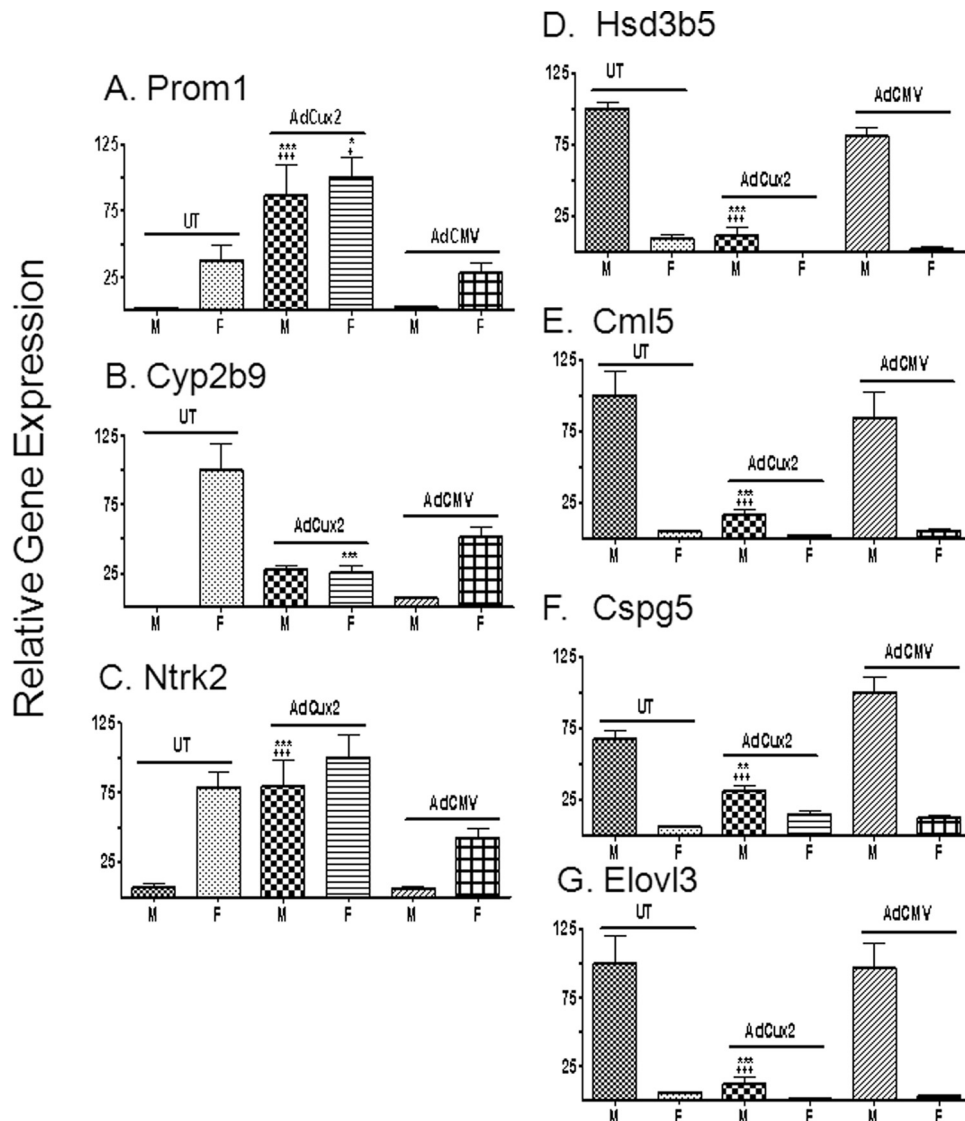 Relative Gene Expression
A. Prom1
125
75
25
UT
AdCux2
***
+++
*
+
AdCMV
M F M F M F
B. Cyp2b9
125
75
25
UT
AdCux2
***
AdCMV
M F M F M F
C. Ntrk2
125
75
25
UT
AdCux2
***
+++
AdCMV
M F M F M F
D. Hsd3b5
125
75
25
UT
AdCux2
***
+++
AdCMV
M F M F M F
E. Cml5
125
75
25
UT
AdCux2
***
+++
AdCMV
M F M F M F
F. Cspg5
125
75
25
UT
AdCux2
**
+++
AdCMV
M F M F M F
G. Elovl3
125
75
25
UT
AdCux2
***
+++
AdCMV
M F M F M F